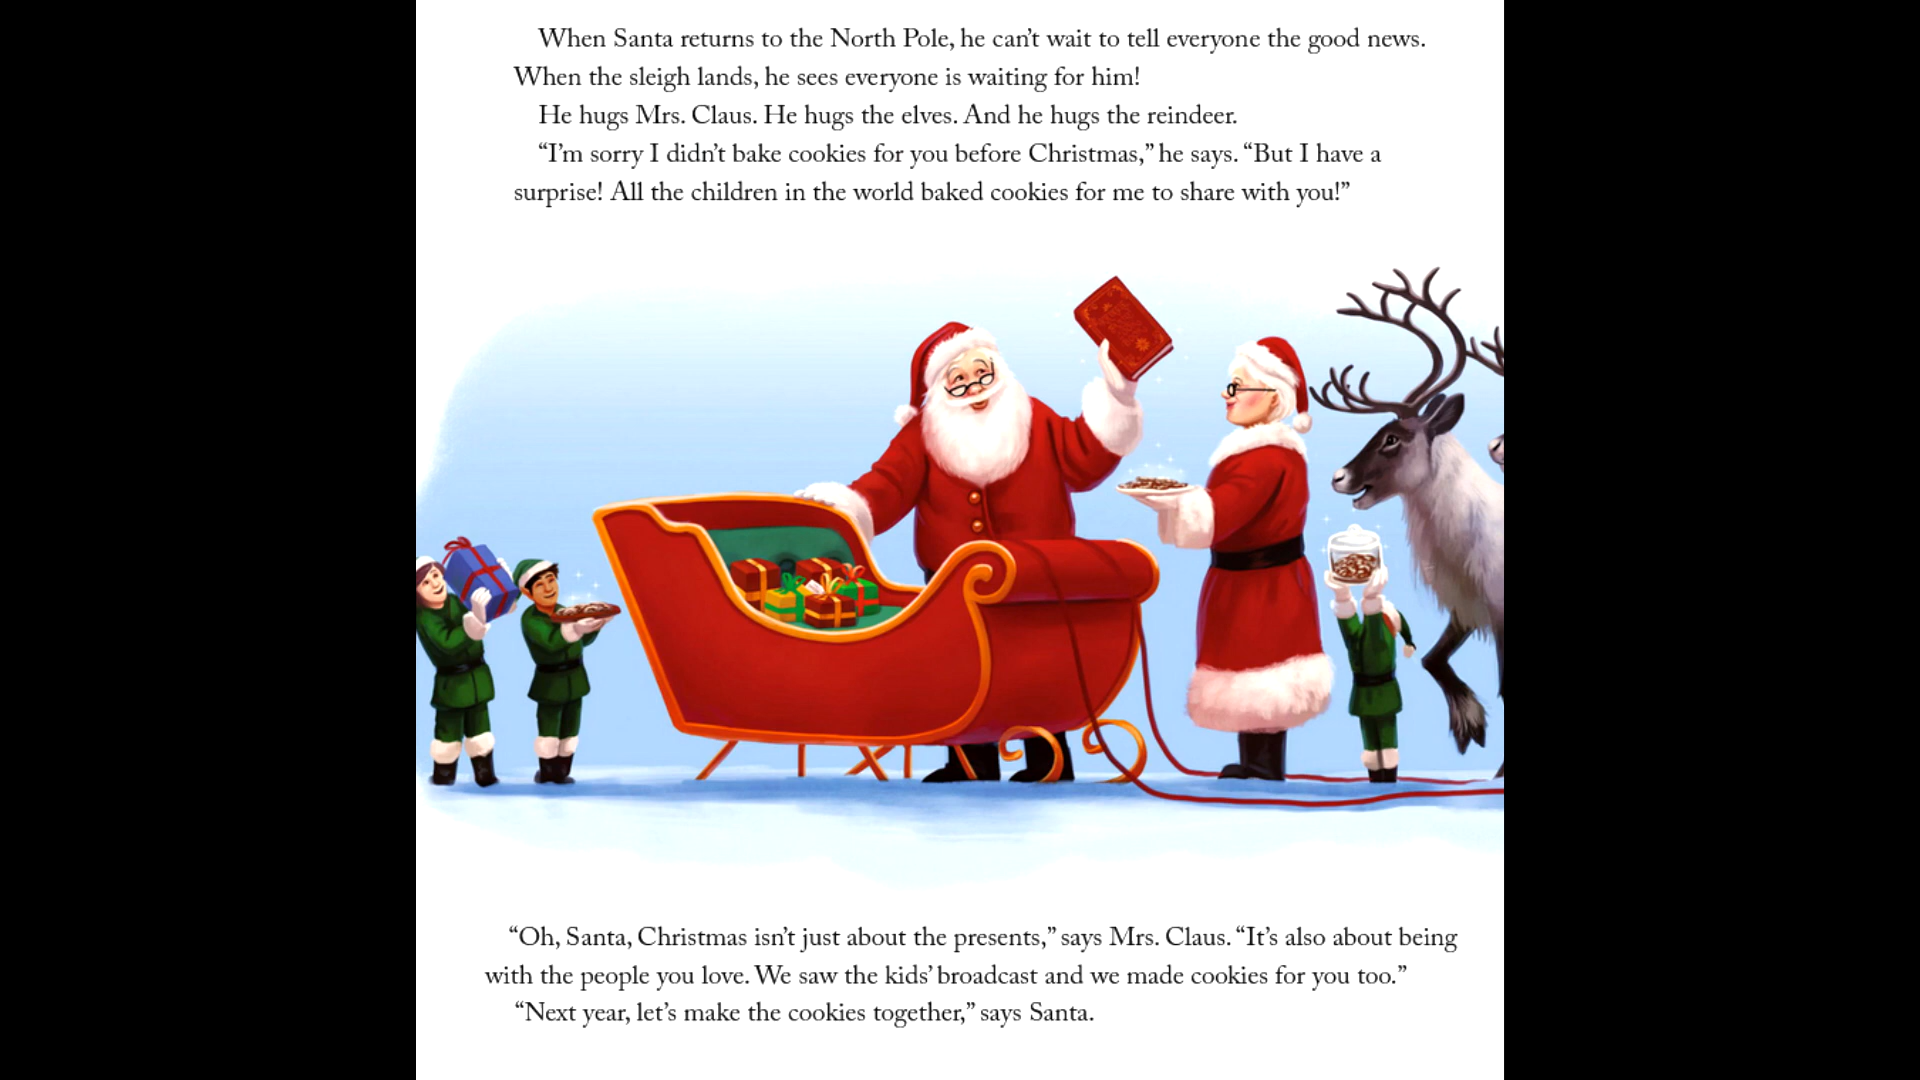 When Santa returns to the North Pole, he can’t wait to tell everyone the good news.
When the sleigh lands, he sees everyone is waiting for him!
He hugs Mrs. Claus. He hugs the elves. And he hugs the reindeer.
“I’m sorry I didn’t bake cookies for you before Christmas,” he says. “But I have a
surprise! All the children in the world baked cookies for me to share with you!”
“Oh, Santa, Christmas isn’t just about the presents,” says Mrs. Claus. “It’s also about being
with the people you love. We saw the kids’ broadcast and we made cookies for you too.”
“Next year, let’s make the cookies together,” says Santa.